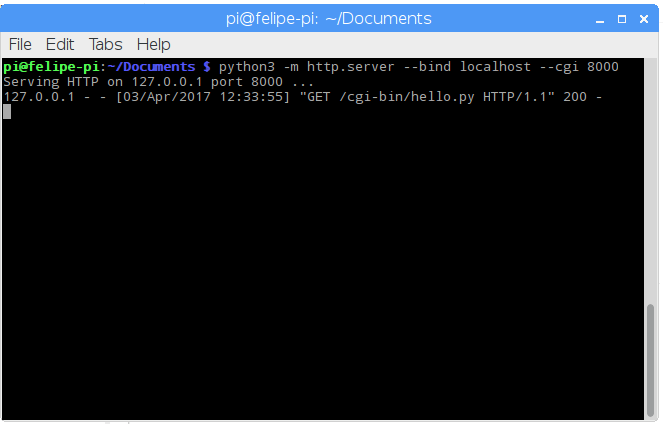 pi@felipe-pi: ~/Documents
File Edit Tabs Help
pi@felipe-pi:~/Documents $ python3 -m http.server --bind localhost --cgi 8000
Serving HTTP on 127.0.0.1 port 8000 ...
127.0.0.1 - - [03/Apr/2017 12:33:55] "GET /cgi-bin/hello.py HTTP/1.1" 200 -